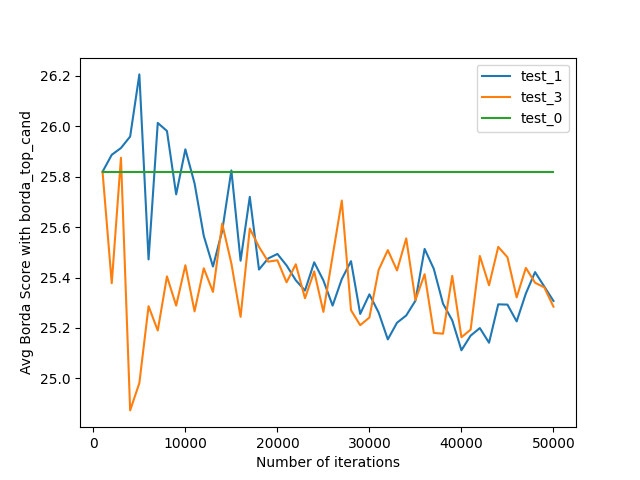 26.2
26.0
25.8
25.6
25.4
25.2
25.0
Avg Borda Score with borda_top_cand
test_1
test_3
test_0
0
10000
20000
30000
40000
50000
Number of iterations